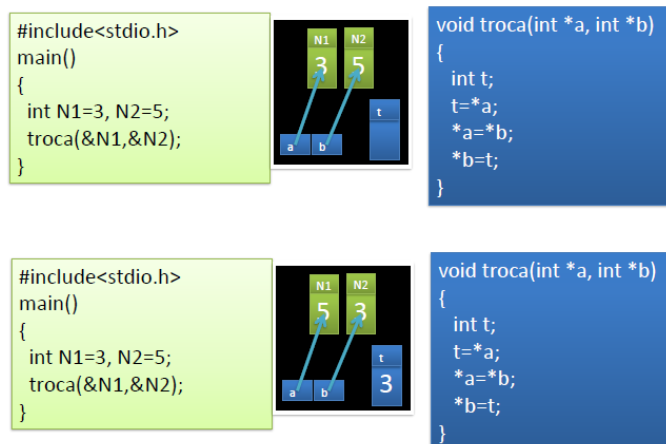 #include<stdio.h>
main()
{
int N1=3, N2=5;
troca(&N1,&N2);
}
N1 N2
3 5
t
a b
void troca(int *a, int *b)
{
int t;
t=*a;
*a=*b;
*b=t;
}
#include<stdio.h>
main()
{
int N1=3, N2=5;
troca(&N1,&N2);
}
N1 N2
5 3
t
3
a b
void troca(int *a, int *b)
{
int t;
t=*a;
*a=*b;
*b=t;
}